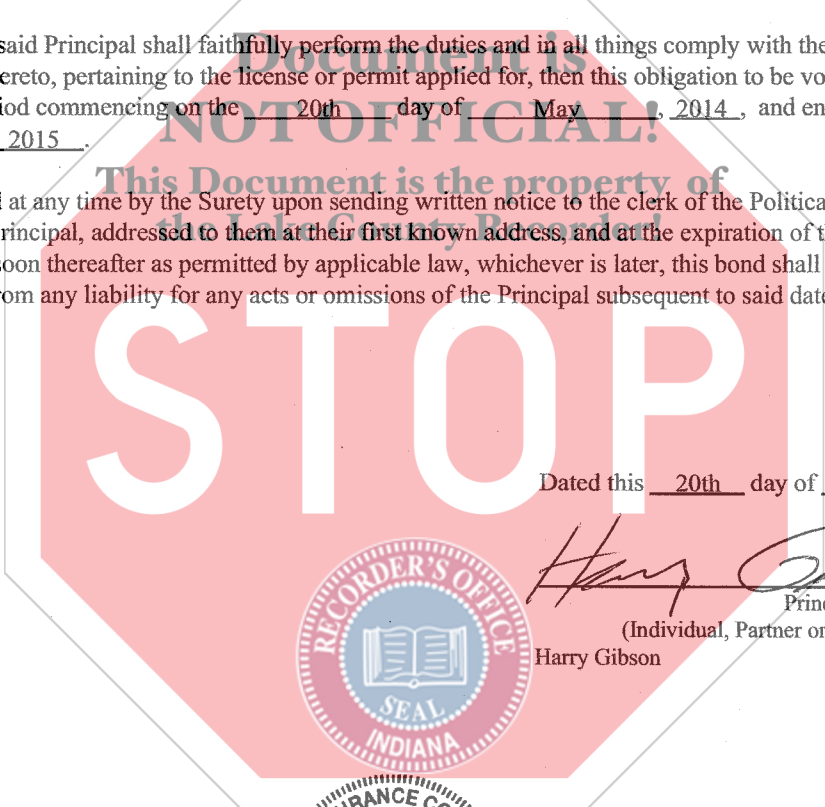 Document is
said Principal shall faithfully perform the duties and in all things comply with the
ereto, pertaining to the license or permit applied for, then this obligation to be vo
iod commencing on the 20th day of May, 2014, and en
NOT OFFICIAL!
2015.
This Document is the property of
at any time by the Surety upon sending written notice to the clerk of the Politica
rincipal, addressed to them at their first known address, and at the expiration of t
the Lake County Recorder!
soon thereafter as permitted by applicable law, whichever is later, this bond shall
rom any liability for any acts or omissions of the Principal subsequent to said date
STOP
Dated this 20th day of
Harry
Princ
(Individual, Partner or
Harry Gibson
RECORDER'S OFFICE
SEAL
INDIANA
RANCE CO